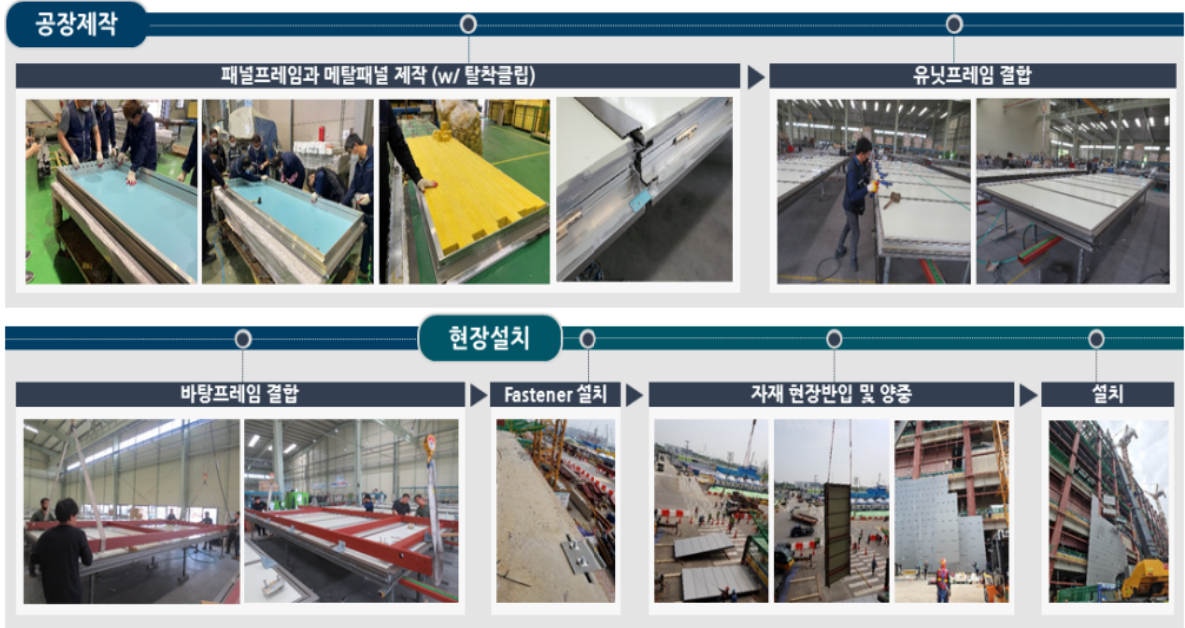 공장제작
패널프레임과 메탈패널 제작 (w/ 탈착클립)
유닛프레임 결합
현장설치
바탕프레임 결합
Fastener 설치
자재 현장반입 및 양중
설치